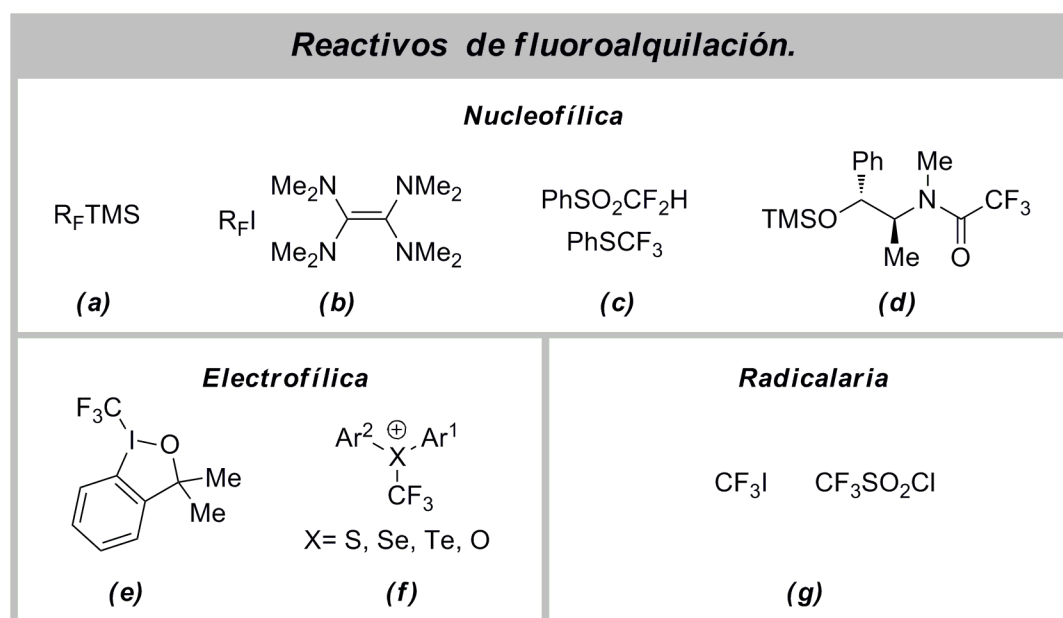 Reactivos de fluoroalquilación.
Nucleofílica
R_FTMS
R_FI
Me₂N NMe₂
Me₂N NMe₂
PhSO₂CF₂H
PhSCF₃
Ph Me
TMSO N CF₃
Me O
(a) (b) (c) (d)
Electrofílica
F₃C
I O
Me
Me
Ar² ⊕ Ar¹
X
CF₃
X= S, Se, Te, O
(e) (f)
Radicalaria
CF₃I CF₃SO₂Cl
(g)